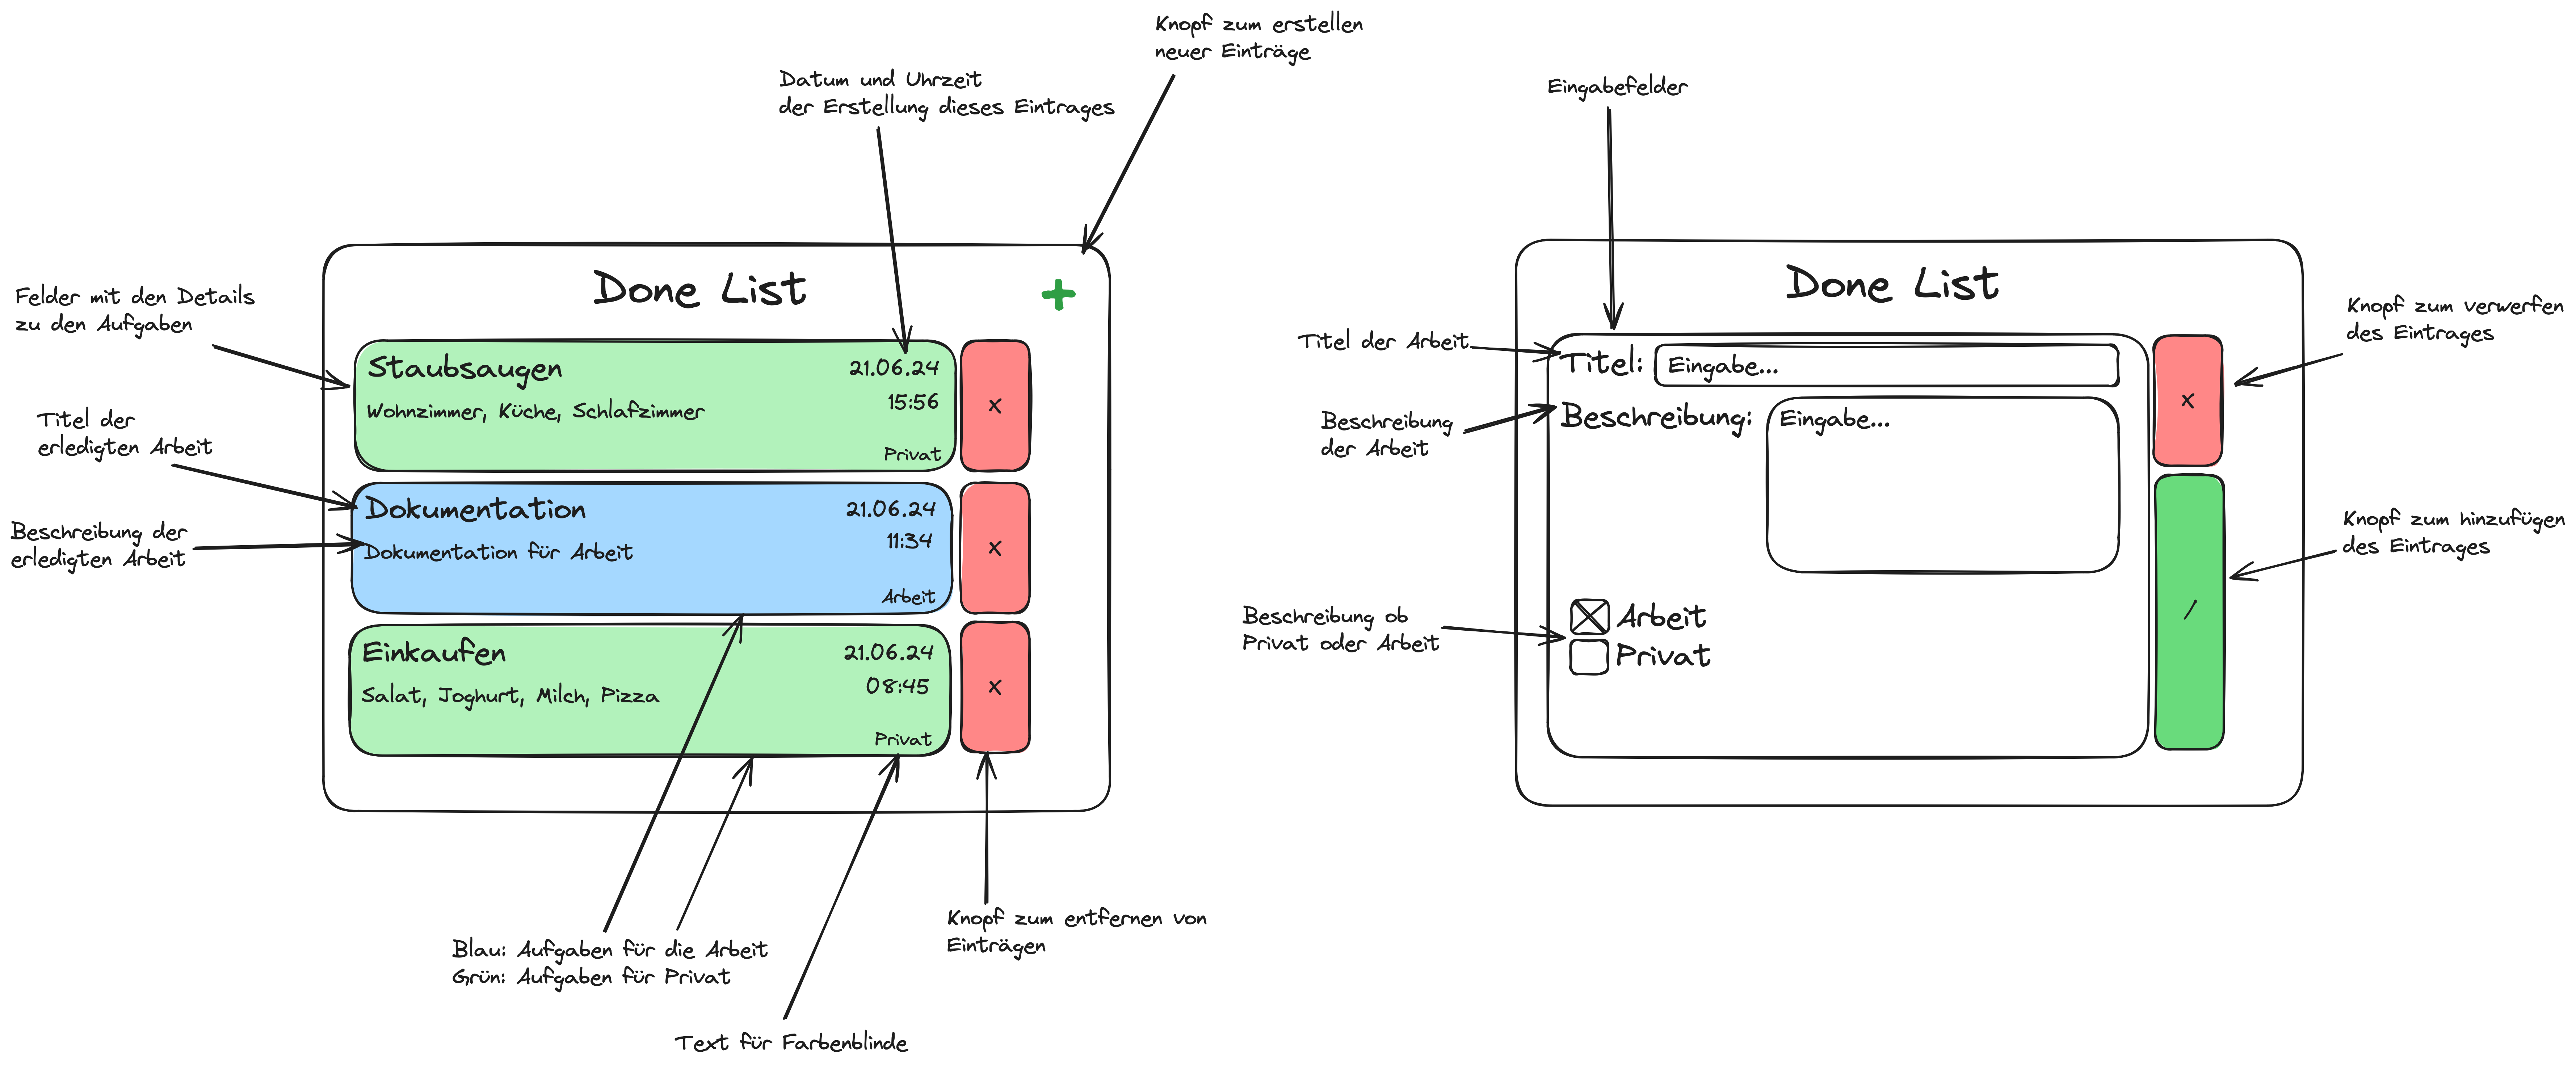 Knopf zum erstellen
neuer Einträge
Datum und Uhrzeit
der Erstellung dieses Eintrages
Done List
+
Felder mit den Details
zu den Aufgaben
Titel der
erledigten Arbeit
Beschreibung der
erledigten Arbeit
Staubsaugen
21.06.24
Wohnzimmer, Küche, Schlafzimmer
15:56
Privat
x
Dokumentation
21.06.24
Dokumentation für Arbeit
11:34
Arbeit
x
Einkaufen
21.06.24
Salat, Joghurt, Milch, Pizza
08:45
Privat
x
Blau: Aufgaben für die Arbeit
Grün: Aufgaben für Privat
Text für Farbenblinde
Knopf zum entfernen von
Einträgen
Eingabefelder
Done List
Titel der Arbeit
Titel: Eingabe...
Beschreibung
der Arbeit
Beschreibung: Eingabe...
Beschreibung ob
Privat oder Arbeit
Arbeit
Privat
x
/
Knopf zum verwerfen
des Eintrages
Knopf zum hinzufügen
des Eintrages